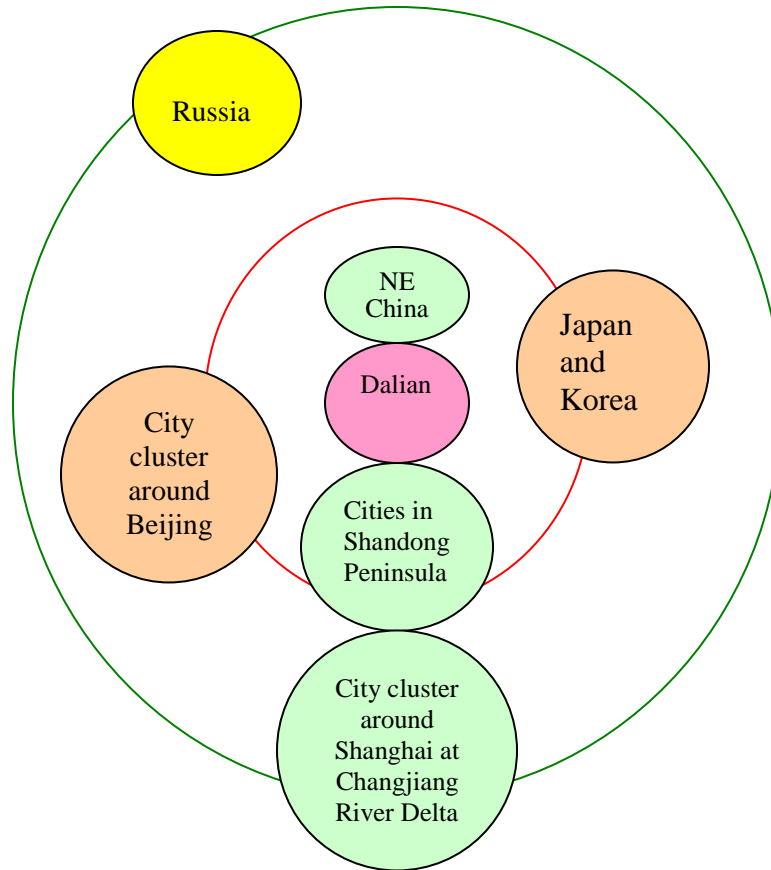 Russia
NE
China
Japan
and
Korea
Dalian
City
cluster
around
Beijing
Cities in
Shandong
Peninsula
City cluster
around
Shanghai at
Changjiang
River Delta